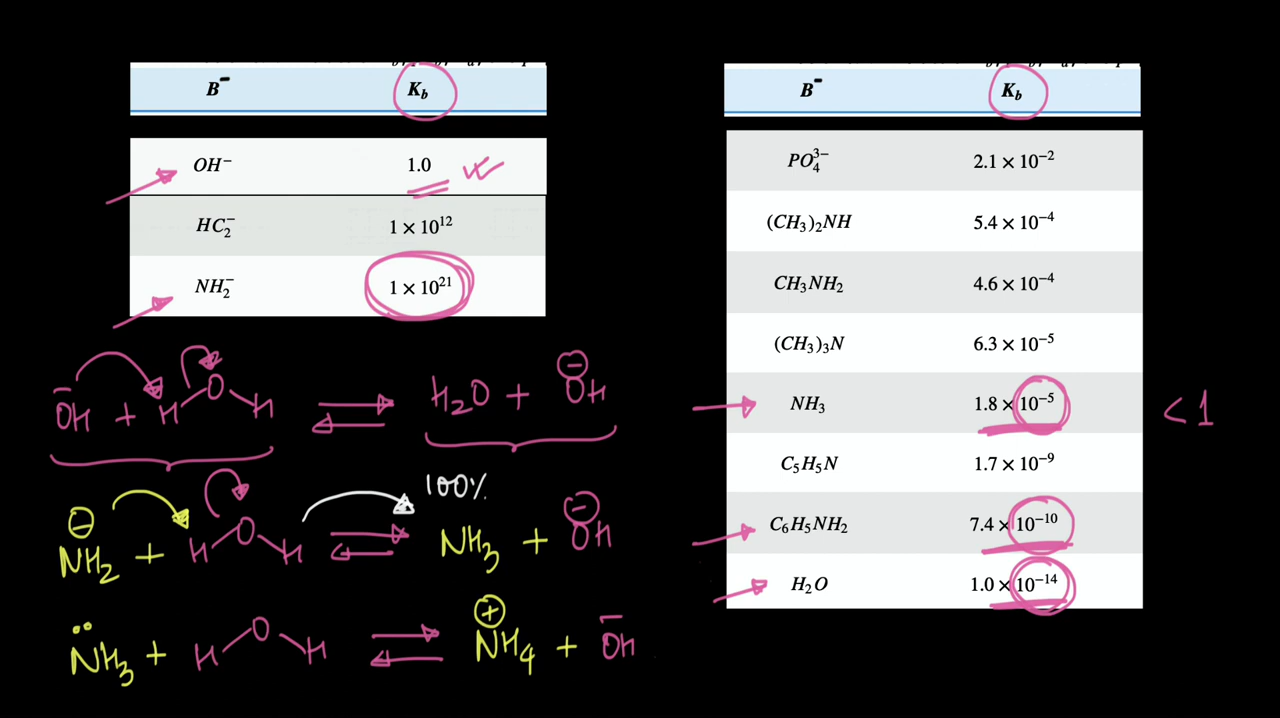 B⁻ K_b
OH⁻ 1.0
HC₂⁻ 1 × 10¹²
NH₂⁻ 1 × 10²¹
B⁻ K_b
PO₄³⁻ 2.1 × 10⁻²
(CH₃)₂NH 5.4 × 10⁻⁴
CH₃NH₂ 4.6 × 10⁻⁴
(CH₃)₃N 6.3 × 10⁻⁵
NH₃ 1.8 × 10⁻⁵ < 1
C₅H₅N 1.7 × 10⁻⁹
C₆H₅NH₂ 7.4 × 10⁻¹⁰
H₂O 1.0 × 10⁻¹⁴
O̅H + H O H ⇌ H₂O + ⊖OH
100%
⊖NH₂ + H O H ⇌ NH₃ + ⊖OH
N̈H₃ + H O H ⇌ ⊕NH₄ + O̅H